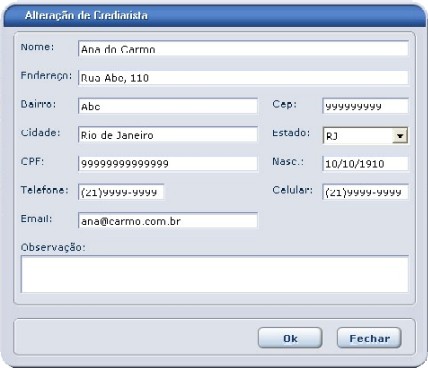 Alteração de Crediarista
Nome: Ana do Carmo
Endereço: Rua Abc, 110
Bairro: Abc Cep: 999999999
Cidade: Rio de Janeiro Estado: RJ
CPF: 99999999999999 Nasc.: 10/10/1910
Telefone: (21)9999-9999 Celular: (21)9999-9999
Email: ana@carmo.com.br
Observação:
Ok Fechar